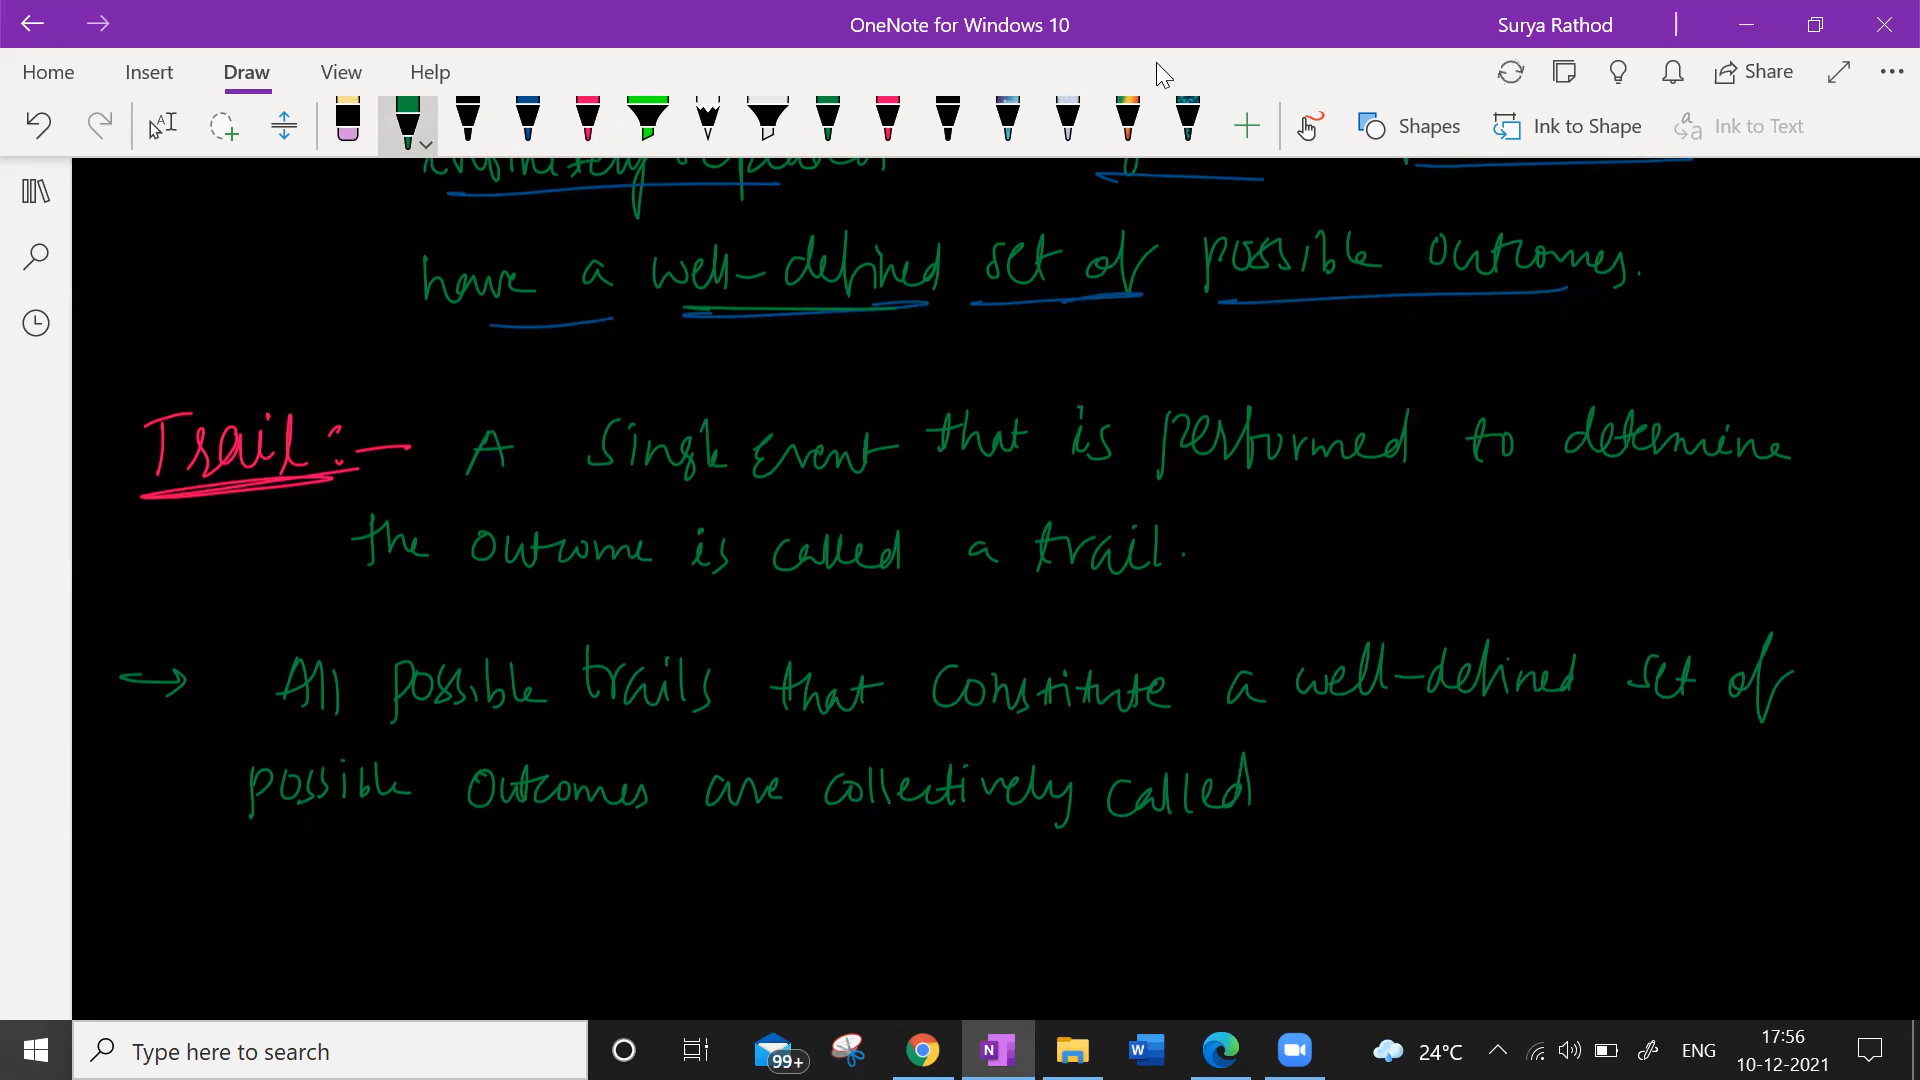 OneNote for Windows 10
Surya Rathod
Home Insert Draw View Help
Share
Shapes Ink to Shape Ink to Text
infinitely
have a well-defined set of possible outcomes.
Trail:- A Single Event that is performed to determine
the outcome is called a trail.
All possible trails that constitute a well-defined set of
possible outcomes are collectively called
Type here to search
99+
24°C
ENG
17:56
10-12-2021